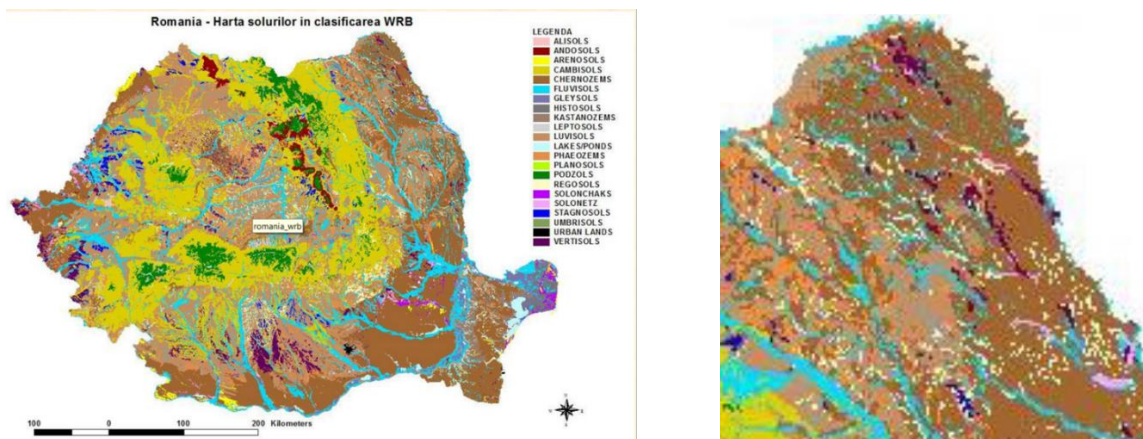 Romania - Harta solurilor in clasificarea WRB
LEGENDA
ALISOLS
ANDOSOLS
ARENOSOLS
CAMBISOLS
CHERNOZEMS
FLUVISOLS
GLEYSOLS
HISTOSOLS
KASTANOZEMS
LEPTOSOLS
LUVISOLS
LAKES/PONDS
PHAEOZEMS
PLANOSOLS
PODZOLS
REGOSOLS
SOLONCHAKS
SOLONETZ
STAGNOSOLS
UMBRISOLS
URBAN LANDS
VERTISOLS
romania_wrb
100 0 100 200 Kilometers